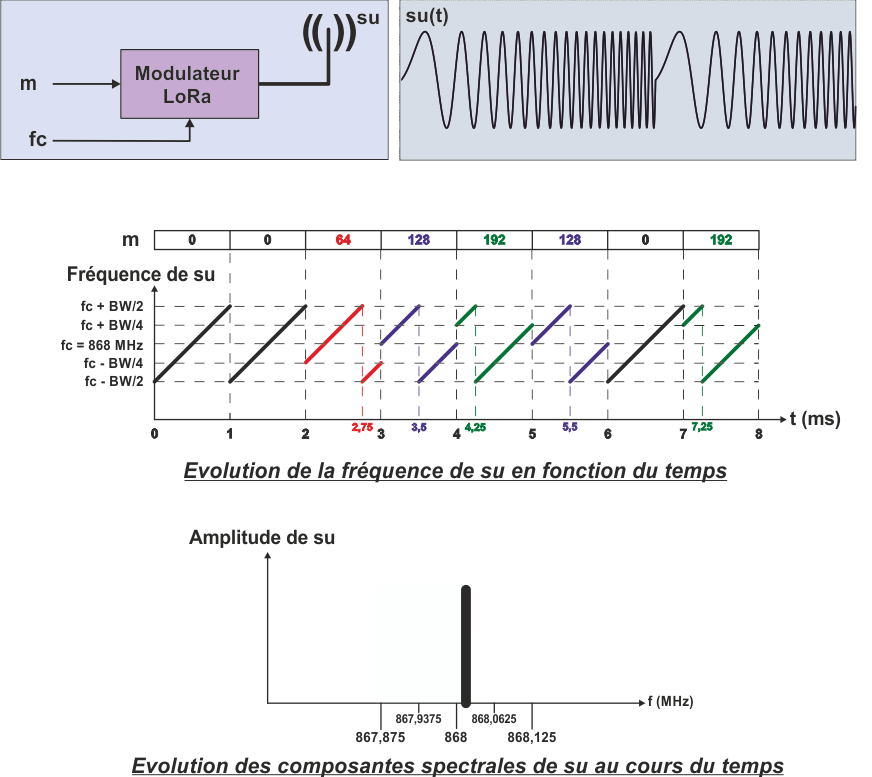 su
su(t)
Modulateur
LoRa
m
fc
m 0 0 64 128 192 128 0 192
Fréquence de su
fc + BW/2
fc + BW/4
fc = 868 MHz
fc - BW/4
fc - BW/2
t (ms)
2,75 3,5 4,25 5,5 7,25
0 1 2 3 4 5 6 7 8
Evolution de la fréquence de su en fonction du temps
Amplitude de su
f (MHz)
867,9375 868,0625
867,875 868 868,125
Evolution des composantes spectrales de su au cours du temps